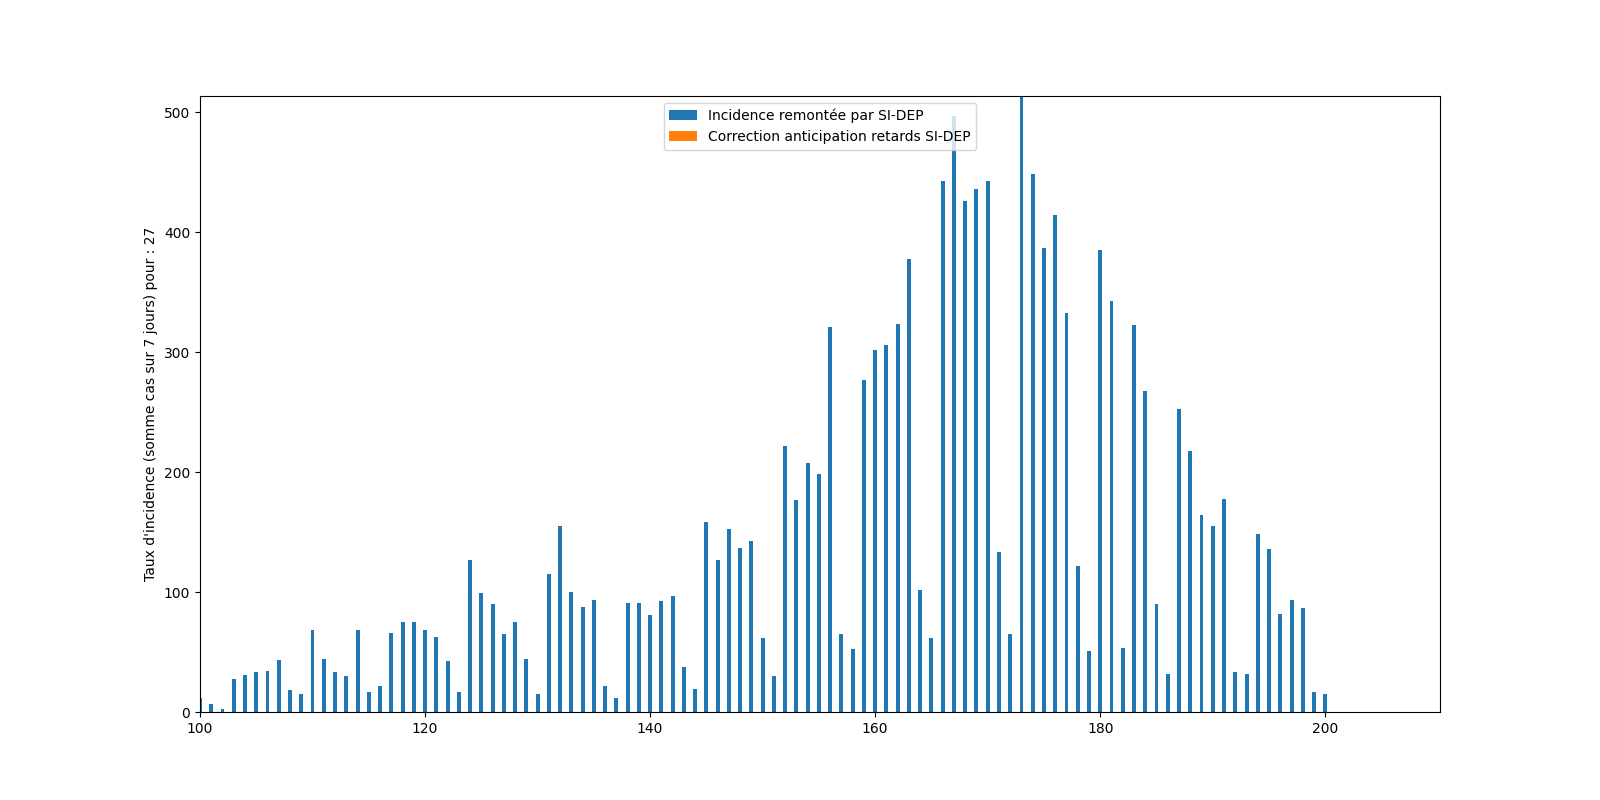 Incidence remontée par SI-DEP
Correction anticipation retards SI-DEP
Taux d'incidence (somme cas sur 7 jours) pour : 27
500
400
300
200
100
0
100 120 140 160 180 200